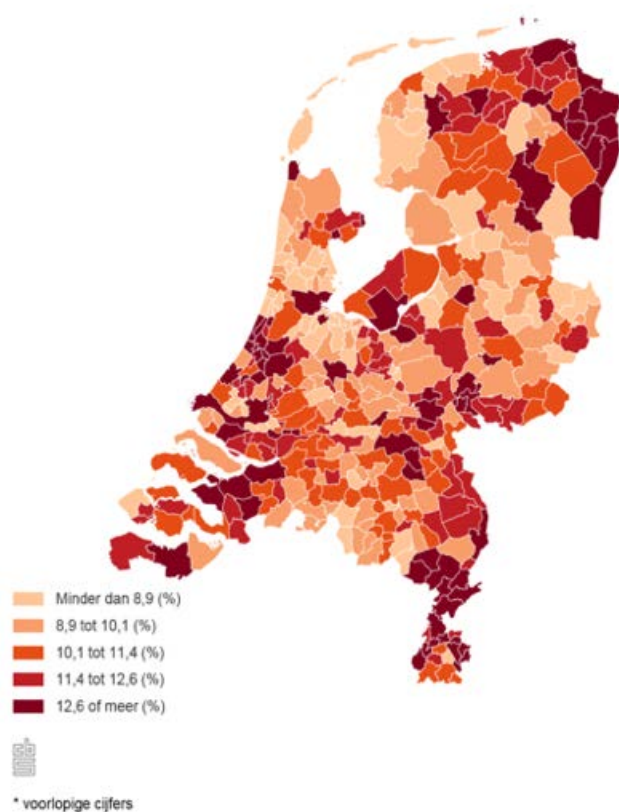 Minder dan 8,9 (%)
8,9 tot 10,1 (%)
10,1 tot 11,4 (%)
11,4 tot 12,6 (%)
12,6 of meer (%)
* voorlopige cijfers